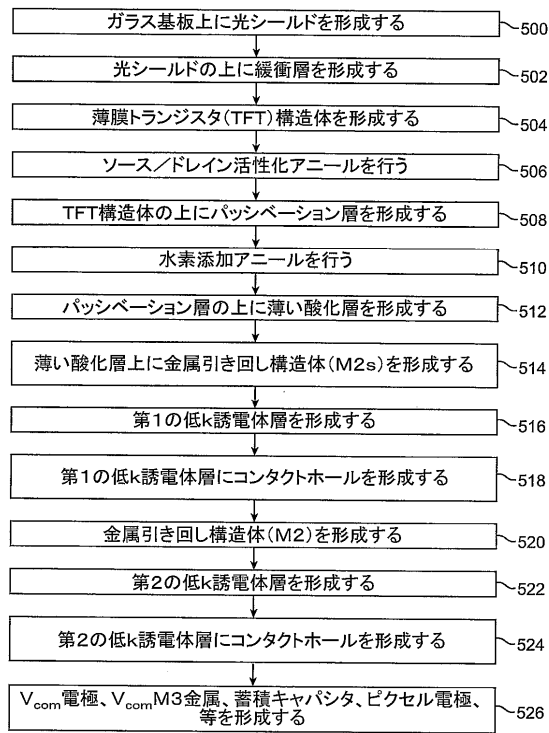 ガラス基板上に光シールドを形成する
500
光シールドの上に緩衝層を形成する
502
薄膜トランジスタ(TFT)構造体を形成する
504
ソース/ドレイン活性化アニールを行う
506
TFT構造体の上にパッシベーション層を形成する
508
水素添加アニールを行う
510
パッシベーション層の上に薄い酸化層を形成する
512
薄い酸化層上に金属引き回し構造体(M2s)を形成する
514
第1の低k誘電体層を形成する
516
第1の低k誘電体層にコンタクトホールを形成する
518
金属引き回し構造体(M2)を形成する
520
第2の低k誘電体層を形成する
522
第2の低k誘電体層にコンタクトホールを形成する
524
Vcom電極、VcomM3金属、蓄積キャパシタ、ピクセル電極、
等を形成する
526